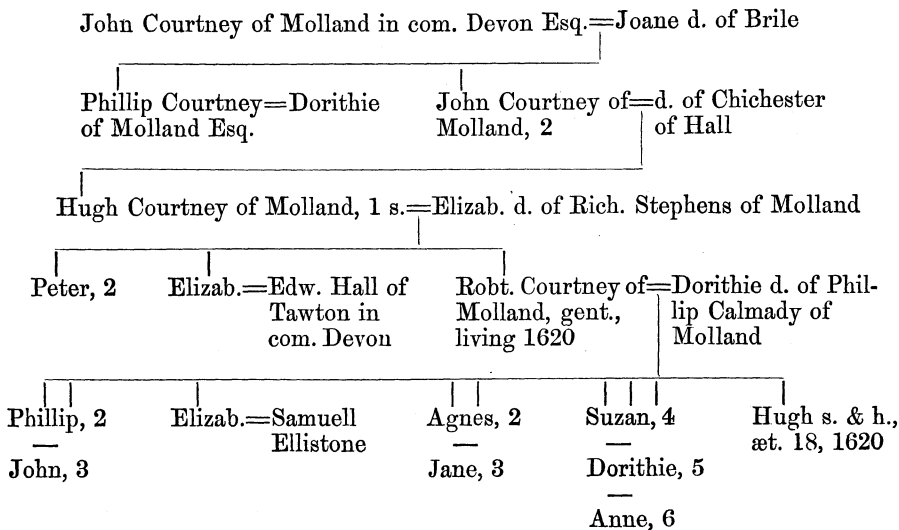 John Courtney of Molland in com. Devon Esq.=Joane d. of Brile
Phillip Courtney=Dorithie
of Molland Esq.
John Courtney of=d. of Chichester
Molland, 2 of Hall
Hugh Courtney of Molland, 1 s.=Elizab. d. of Rich. Stephens of Molland
Peter, 2
Elizab.=Edw. Hall of
Tawton in
com. Devon
Robt. Courtney of=Dorithie d. of Phil-
Molland, gent., lip Calmady of
living 1620 Molland
Phillip, 2
John, 3
Elizab.=Samuell
Ellistone
Agnes, 2
Jane, 3
Suzan, 4
Dorithie, 5
Anne, 6
Hugh s. & h.,
æt. 18, 1620